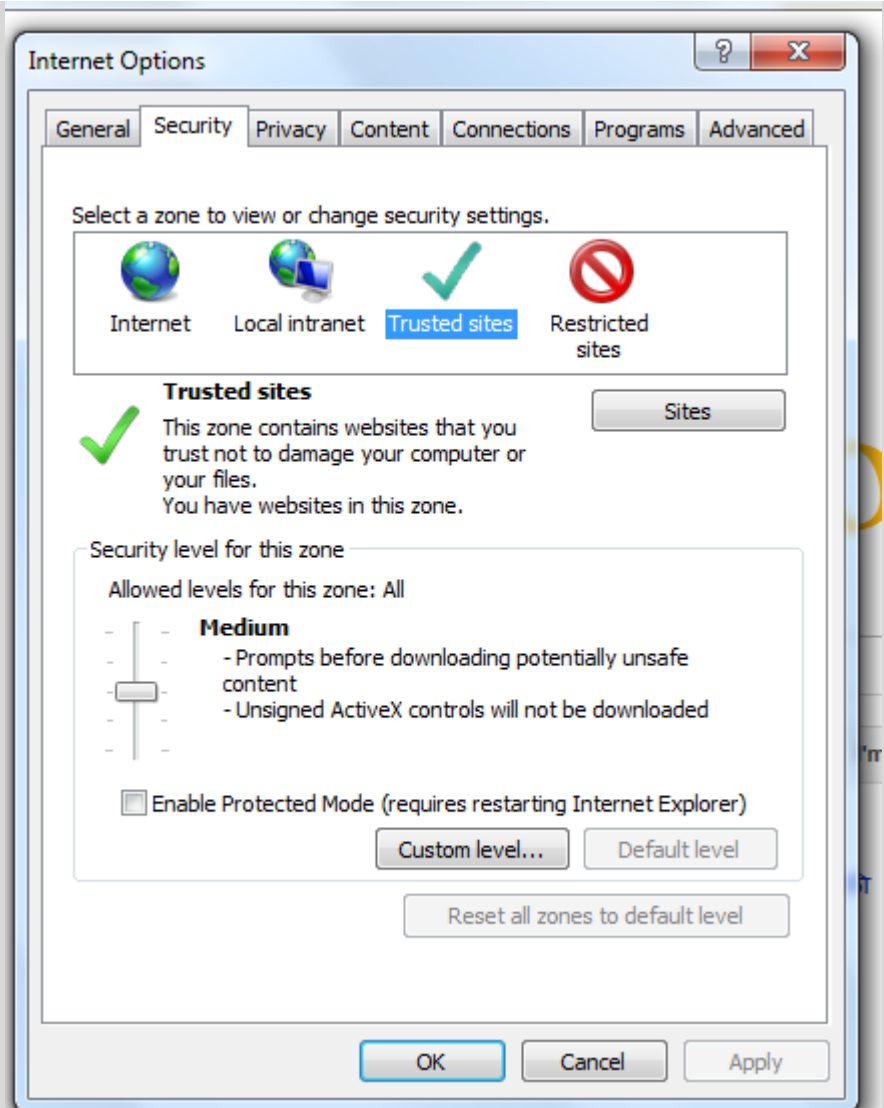 Internet Options
General Security Privacy Content Connections Programs Advanced
Select a zone to view or change security settings.
Internet Local intranet Trusted sites Restricted
sites
Trusted sites
Sites
This zone contains websites that you
trust not to damage your computer or
your files.
You have websites in this zone.
Security level for this zone
Allowed levels for this zone: All
Medium
- Prompts before downloading potentially unsafe
content
- Unsigned ActiveX controls will not be downloaded
Enable Protected Mode (requires restarting Internet Explorer)
Custom level... Default level
Reset all zones to default level
OK Cancel Apply